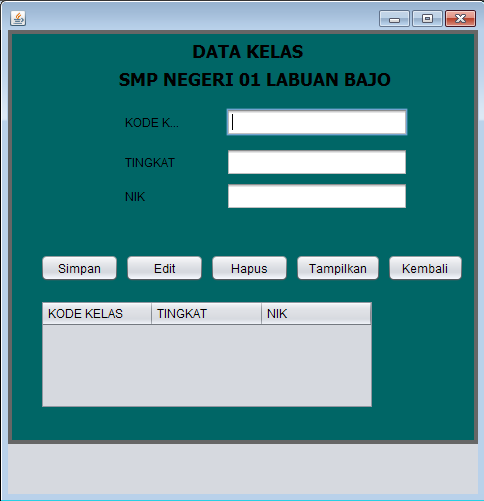 DATA KELAS
SMP NEGERI 01 LABUAN BAJO
KODE K...
TINGKAT
NIK
Simpan Edit Hapus Tampilkan Kembali
KODE KELAS TINGKAT NIK